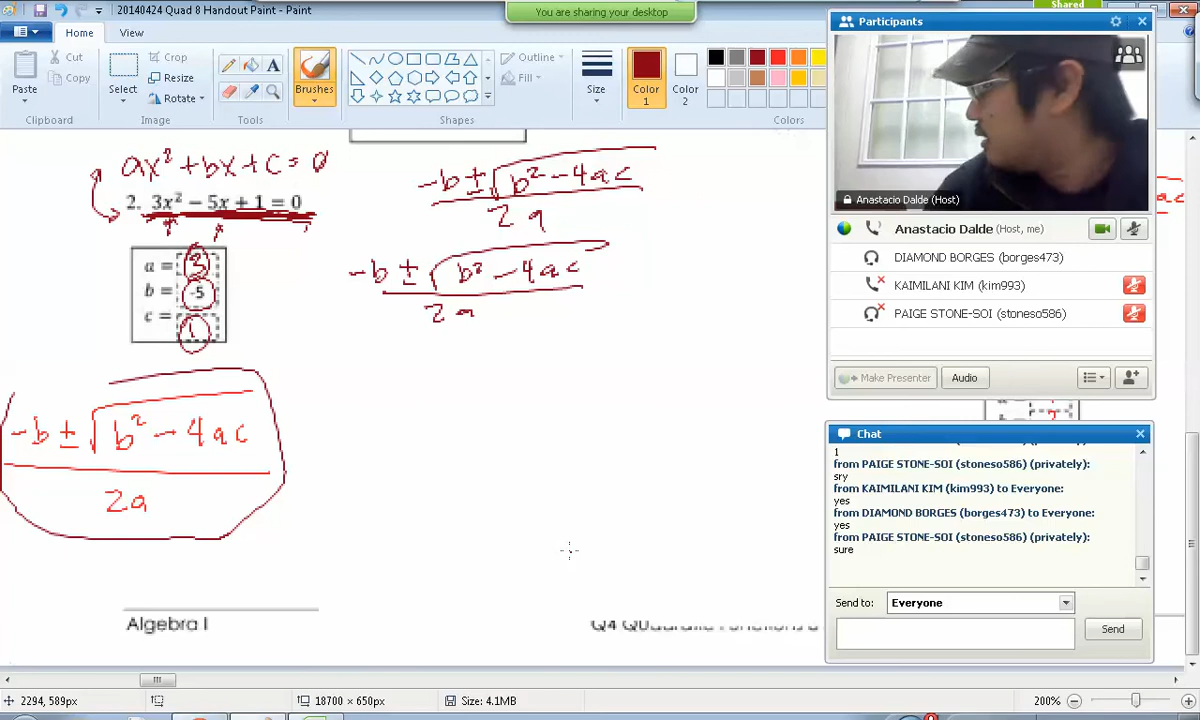 20140424 Quad 8 Handout Paint - Paint
You are sharing your desktop
Shared
Home View
Paste
Cut
Copy
Clipboard
Select
Crop
Resize
Rotate
Image
A
Tools
Brushes
Outline
Fill
Shapes
Size
Color 1
Color 2
Colors
ax² + bx + c = 0
2. 3x² − 5x + 1 = 0
a = 3
b = -5
c = 1
-b ± √b² − 4ac
2a
-b ± √b² − 4ac
2a
-b ± √b² − 4ac
2a
ac
Algebra I
Participants
Anastacio Dalde (Host)
Anastacio Dalde (Host, me)
DIAMOND BORGES (borges473)
KAIMILANI KIM (kim993)
PAIGE STONE-SOI (stoneso586)
Make Presenter
Audio
Chat
1
from PAIGE STONE-SOI (stoneso586) (privately):
sry
from KAIMILANI KIM (kim993) to Everyone:
yes
from DIAMOND BORGES (borges473) to Everyone:
yes
from PAIGE STONE-SOI (stoneso586) (privately):
sure
Send to: Everyone
Send
2294, 589px
18700 × 650px
Size: 4.1MB
200%